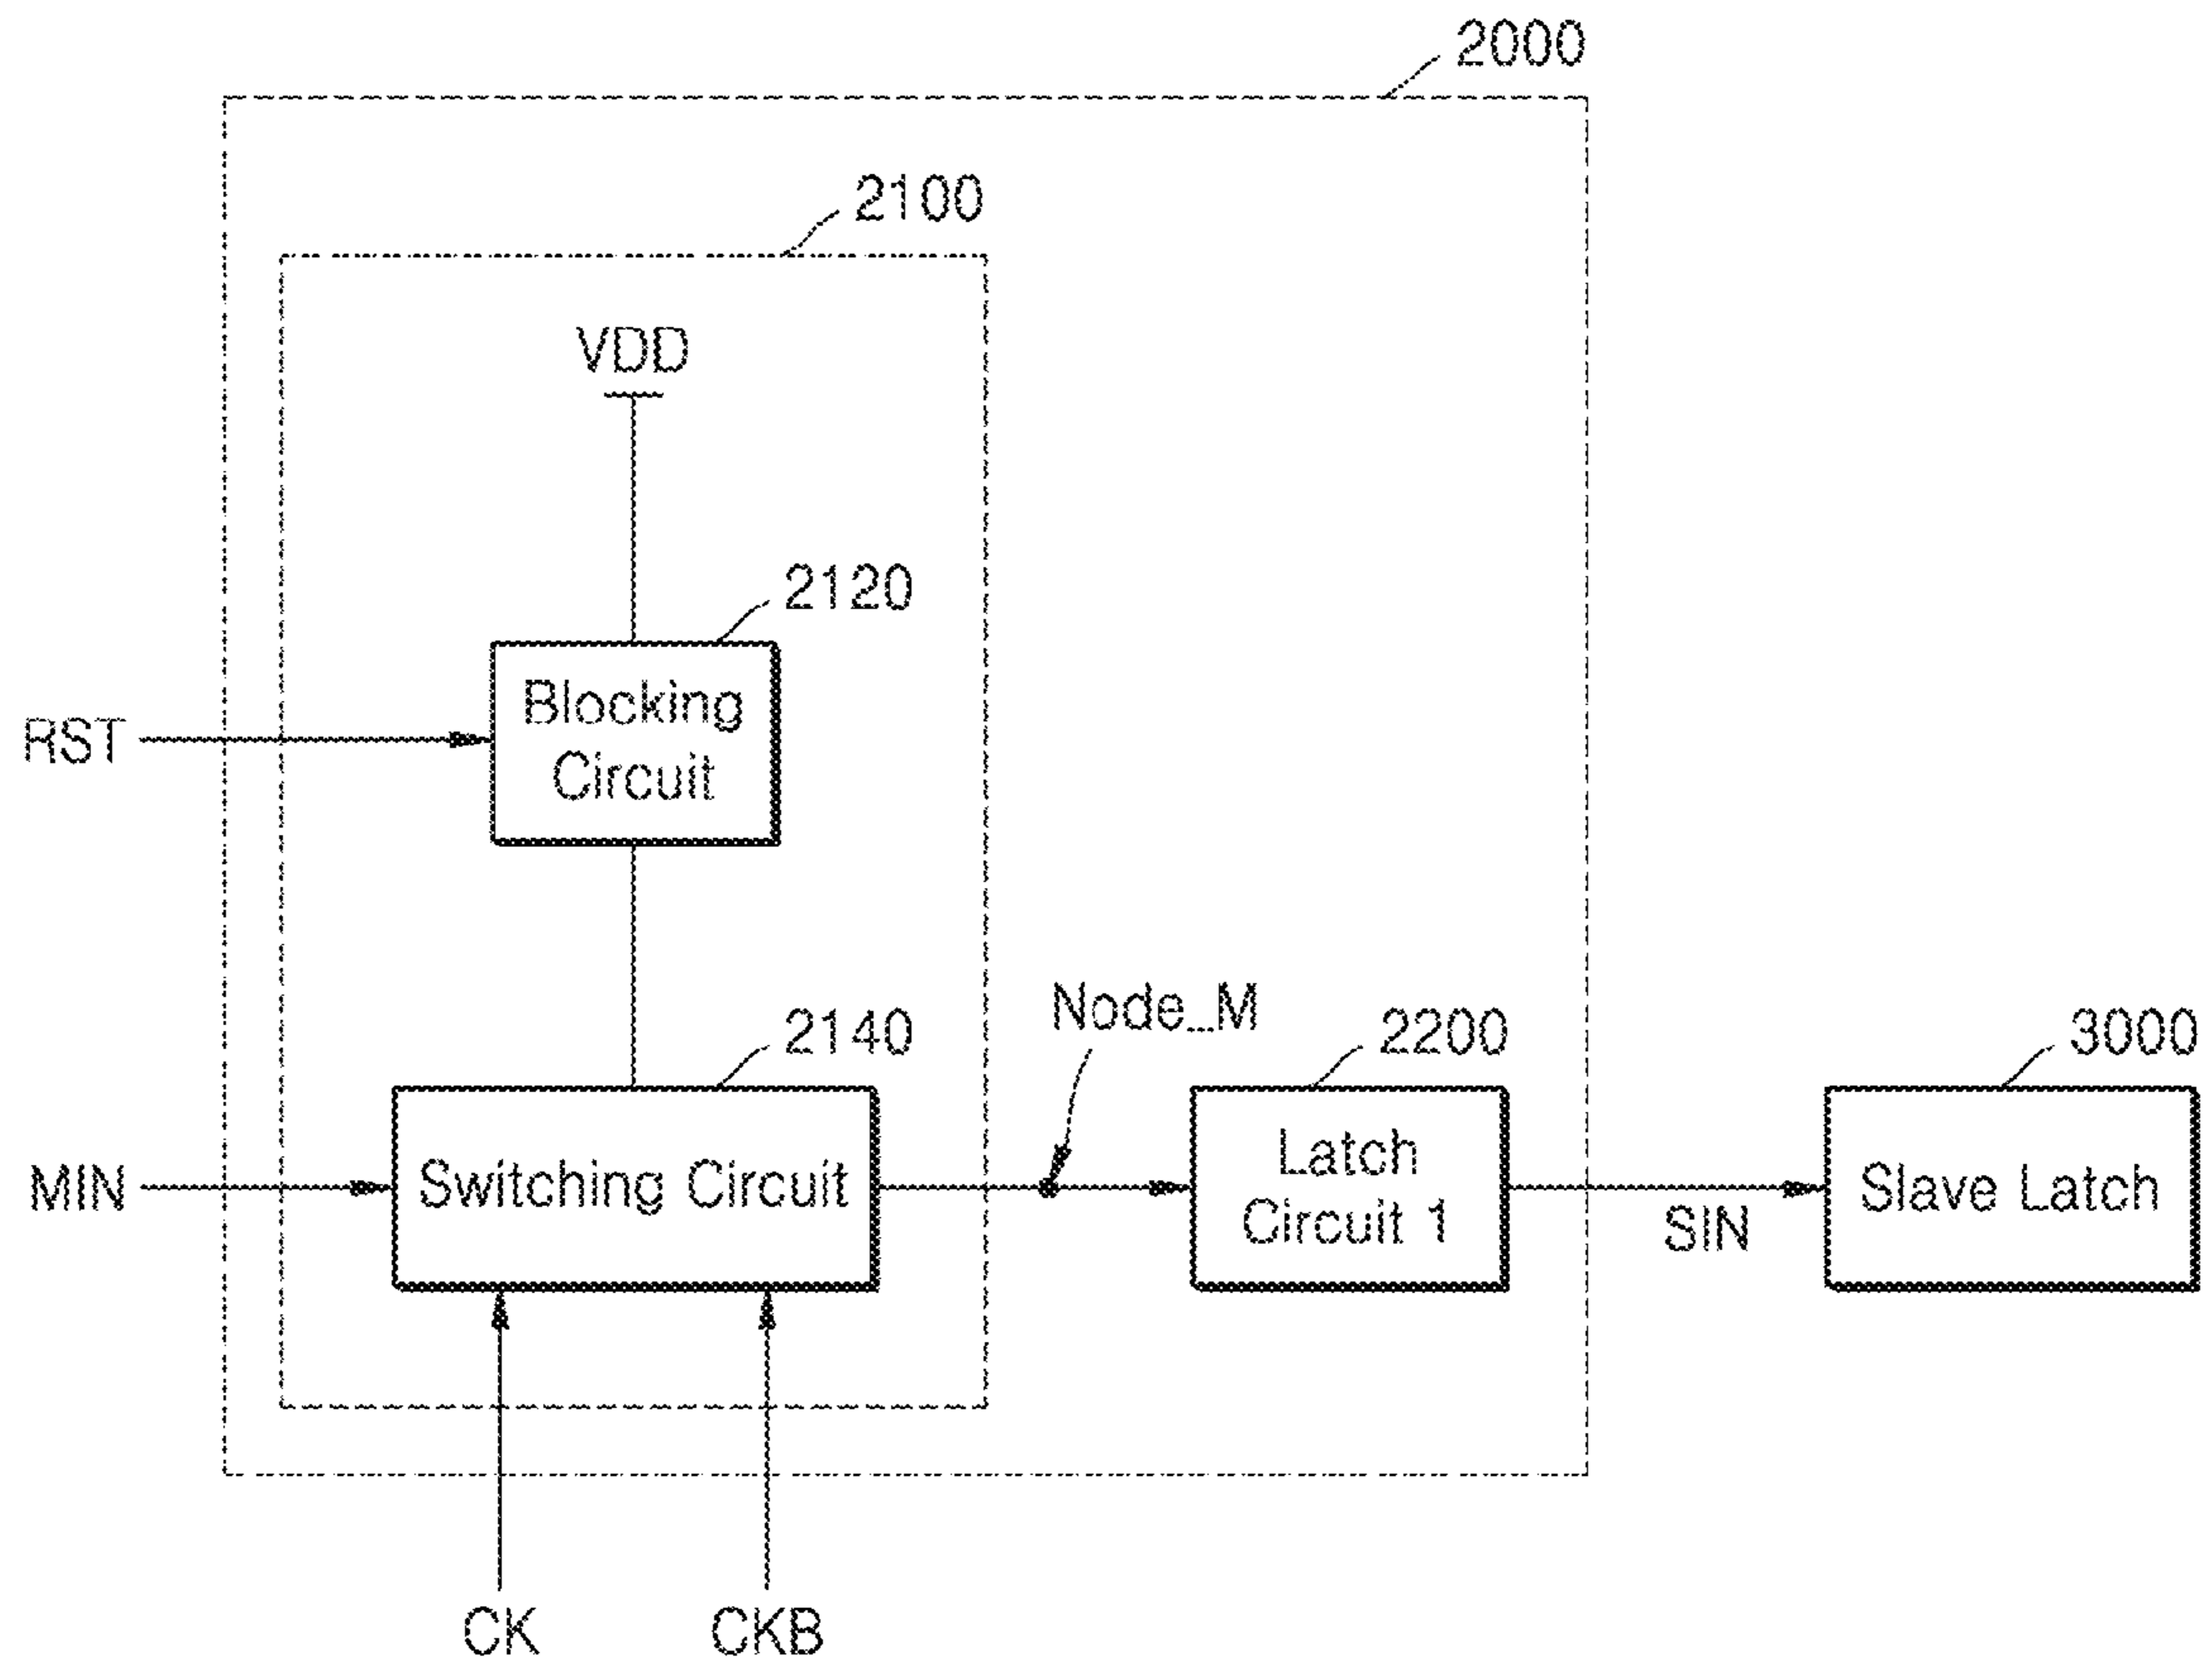 2000
2100
VDD
2120
Blocking
Circuit
RST
Node_M
2140
2200
3000
MIN
Switching Circuit
Latch
Circuit 1
SIN
Slave Latch
CK
CKB